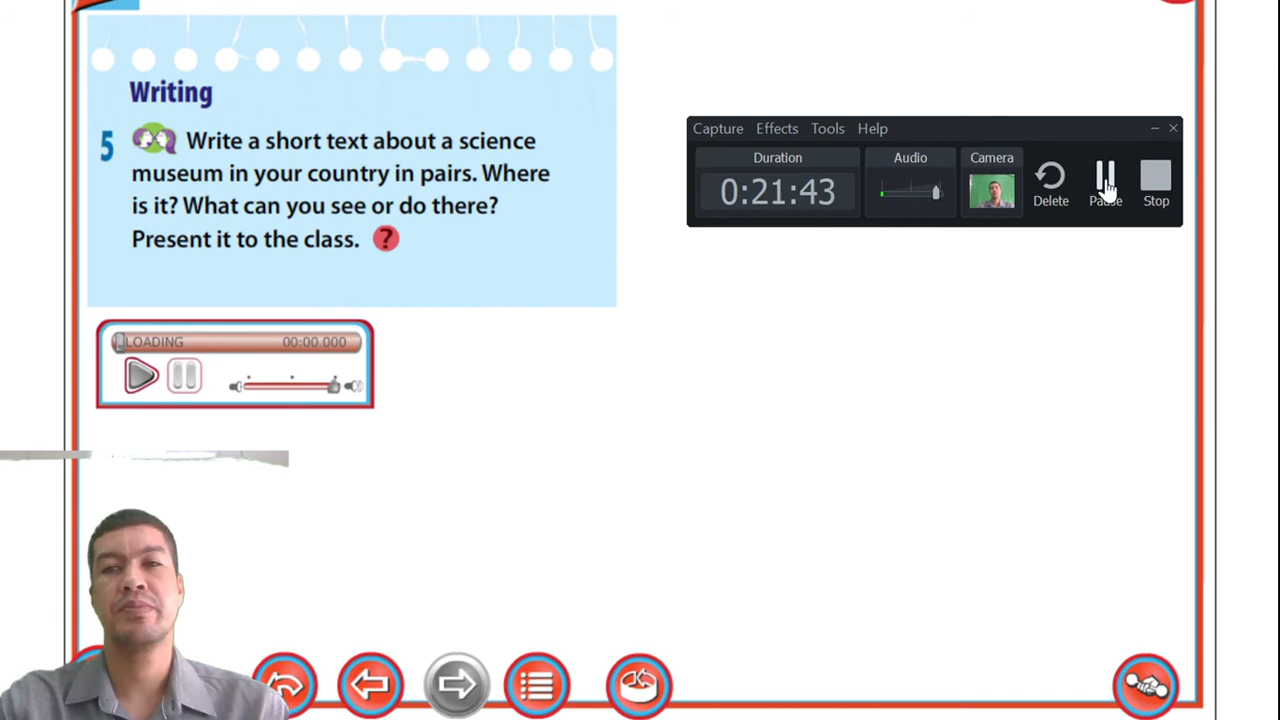 Writing
5 Write a short text about a science
museum in your country in pairs. Where
is it? What can you see or do there?
Present it to the class. ?
Capture Effects Tools Help
Duration Audio Camera
0:21:43
Delete Pause Stop
LOADING 00:00.000